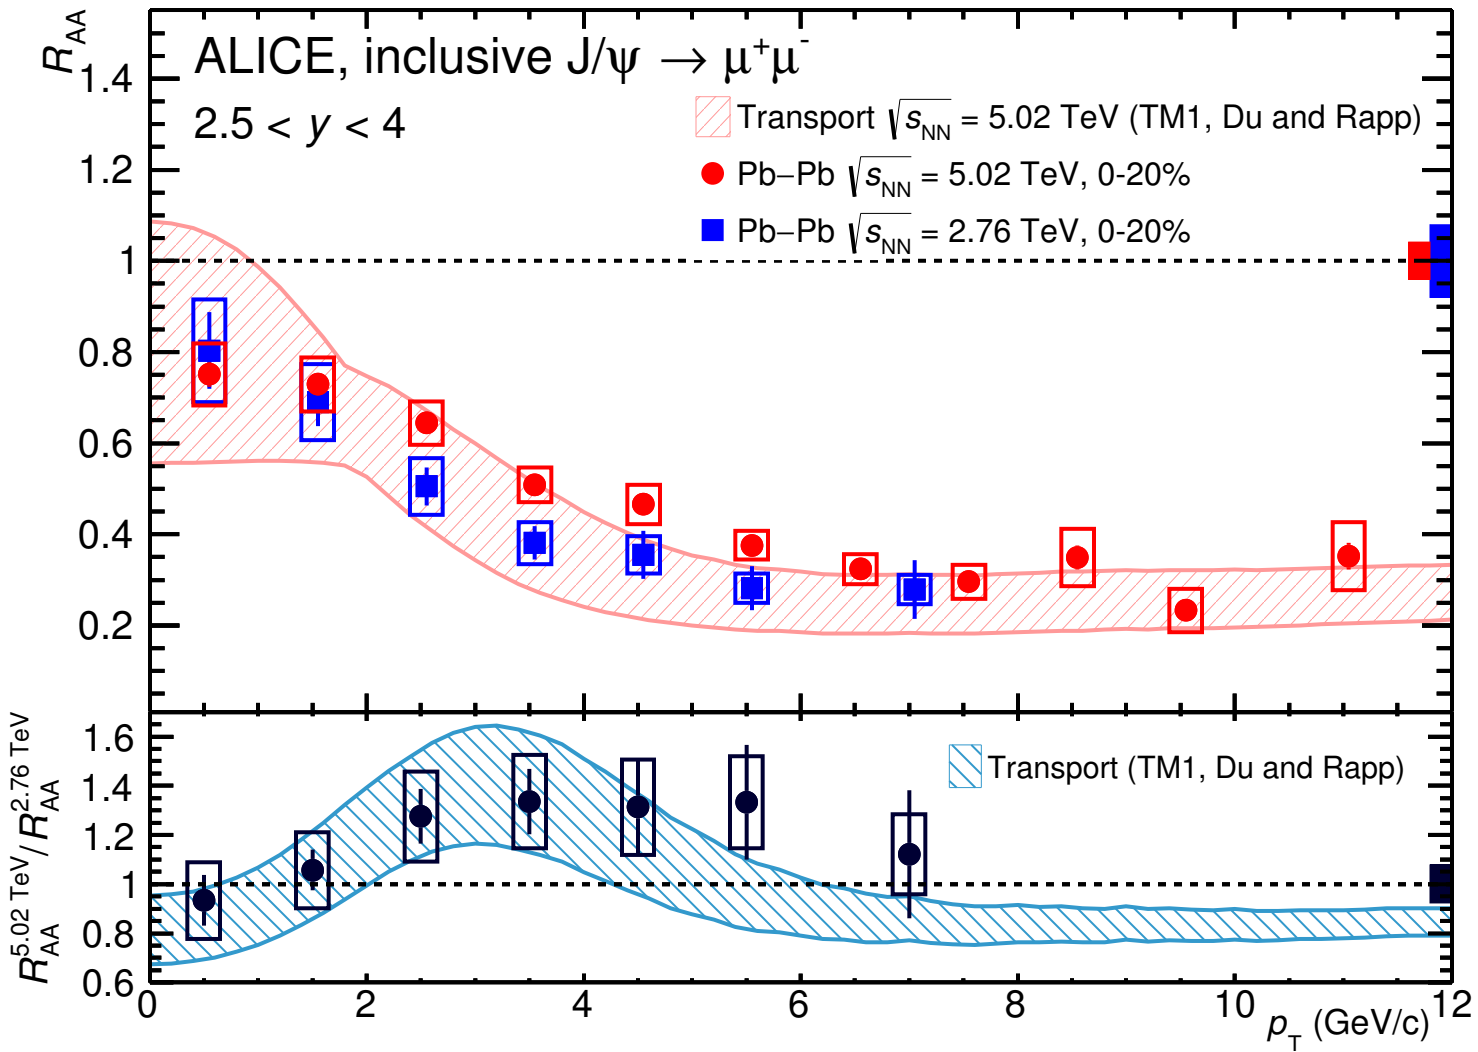 R_AA
ALICE, inclusive J/ψ → μ⁺μ⁻
2.5 < y < 4
Transport √s_NN = 5.02 TeV (TM1, Du and Rapp)
Pb−Pb √s_NN = 5.02 TeV, 0-20%
Pb−Pb √s_NN = 2.76 TeV, 0-20%
1.4
1.2
1
0.8
0.6
0.4
0.2
R_AA^5.02 TeV / R_AA^2.76 TeV
Transport (TM1, Du and Rapp)
1.6
1.4
1.2
1
0.8
0.6
0 2 4 6 8 10 12
p_T (GeV/c)